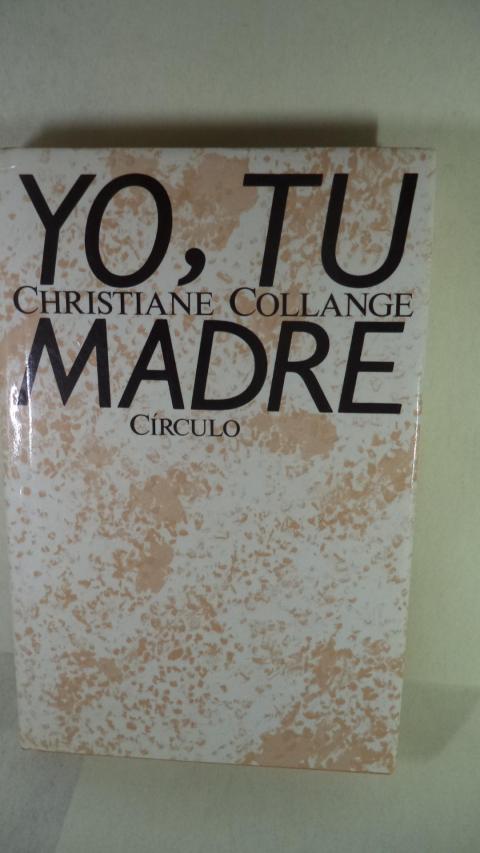 YO, TU
CHRISTIANE COLLANGE
MADRE
CÍRCULO